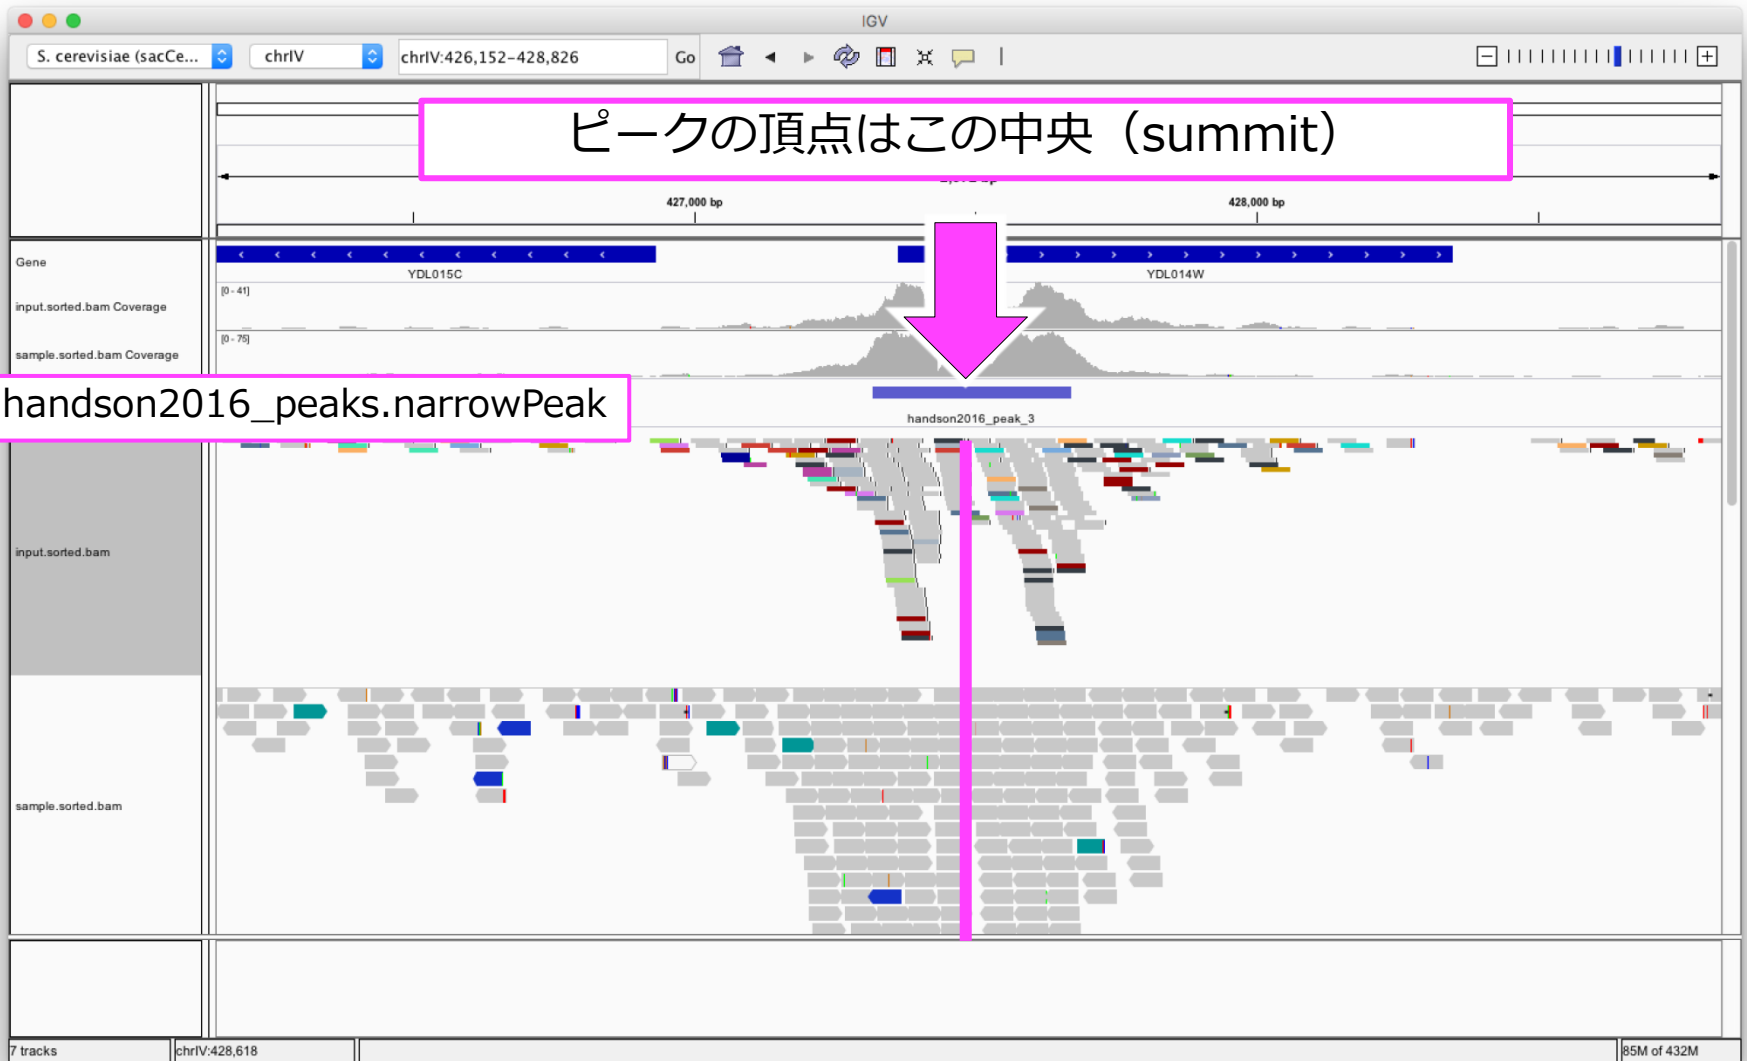 IGV
S. cerevisiae (sacCe...
chrIV
chrIV:426,152-428,826
Go
ピークの頂点はこの中央（summit）
427,000 bp
428,000 bp
Gene
YDL015C
YDL014W
[0 - 41]
input.sorted.bam Coverage
[0 - 75]
sample.sorted.bam Coverage
handson2016_peaks.narrowPeak
handson2016_peak_3
input.sorted.bam
sample.sorted.bam
7 tracks
chrIV:428,618
85M of 432M